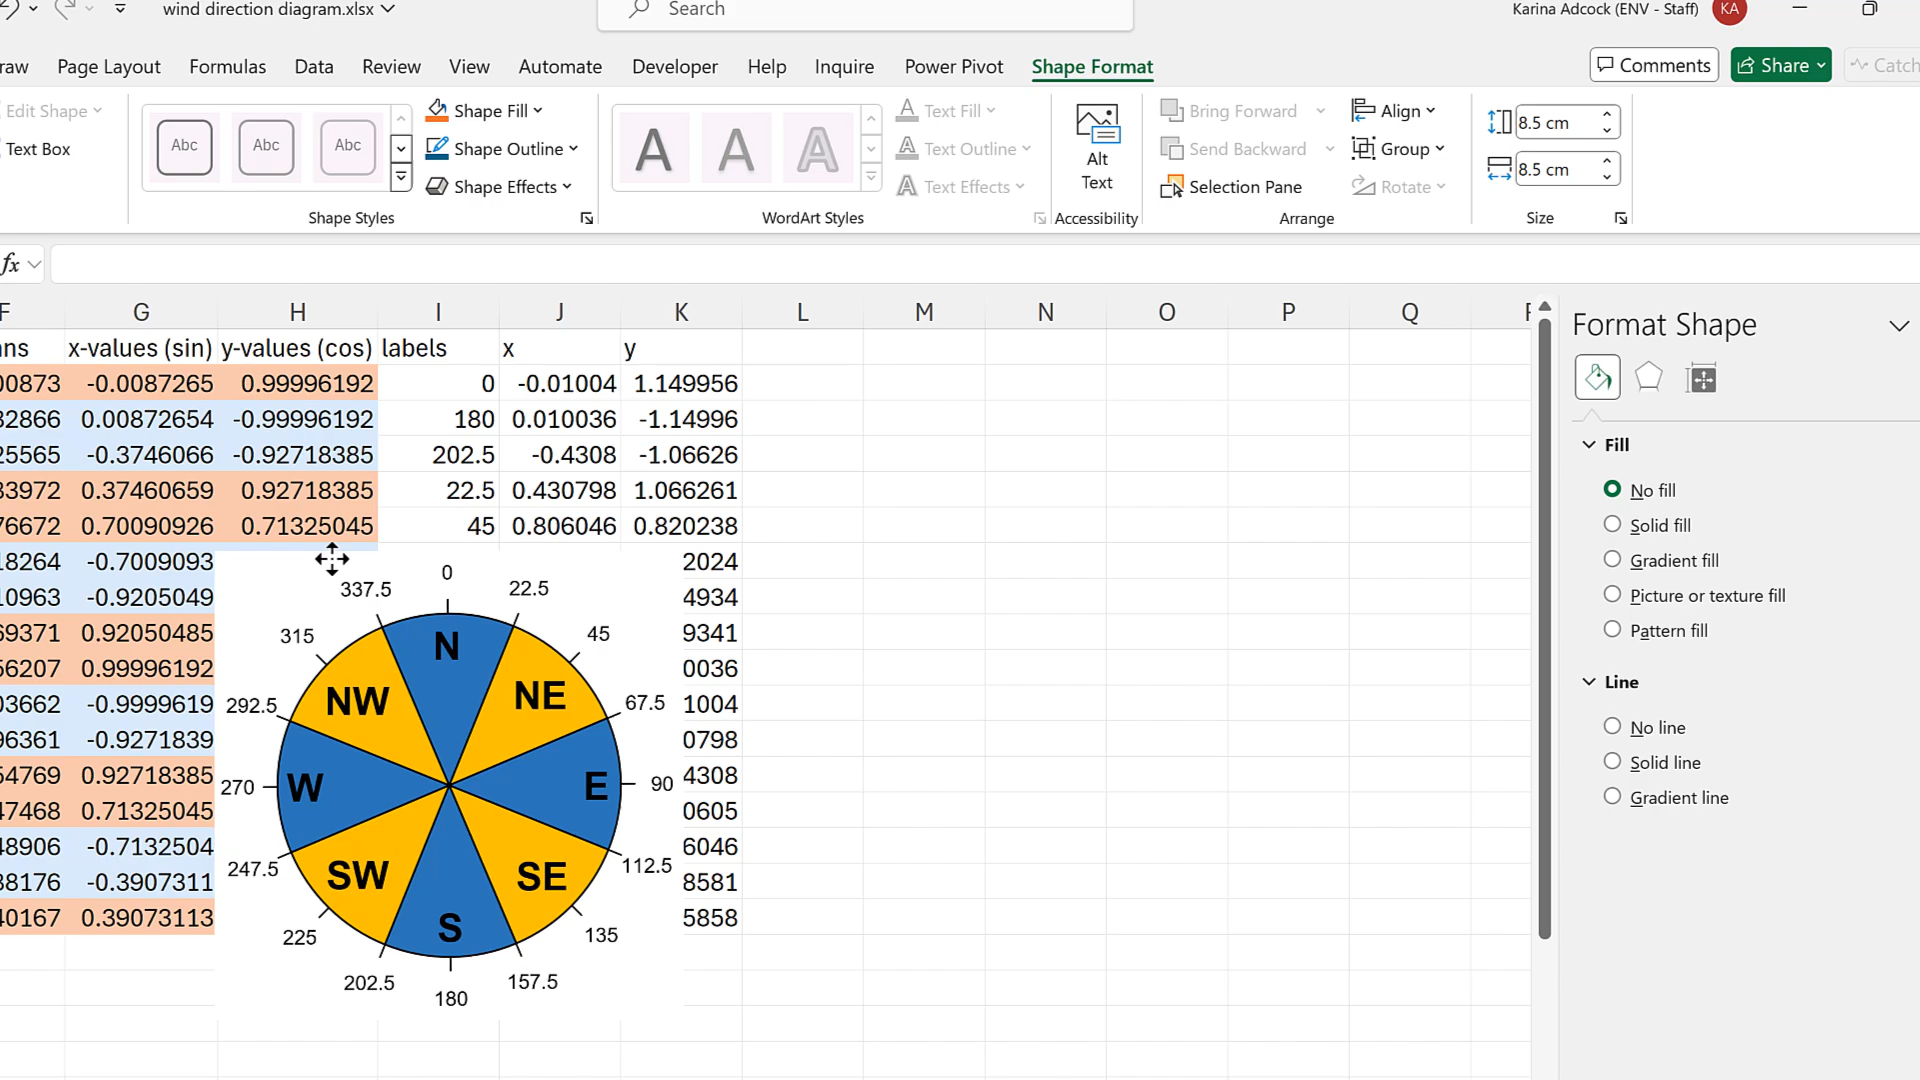 wind direction diagram.xlsx
Search
Karina Adcock (ENV - Staff)
KA
raw Page Layout Formulas Data Review View Automate Developer Help Inquire Power Pivot Shape Format
Comments Share Catch
Edit Shape
Text Box
Abc Abc Abc
Shape Fill
Shape Outline
Shape Effects
Shape Styles
A A A
Text Fill
Text Outline
Text Effects
WordArt Styles
Alt
Text
Accessibility
Bring Forward
Send Backward
Selection Pane
Align
Group
Rotate
Arrange
8.5 cm
8.5 cm
Size
fx
F G H I J K L M N O P Q
ns x-values (sin) y-values (cos) labels x y
00873 -0.0087265 0.99996192 0 -0.01004 1.149956
32866 0.00872654 -0.99996192 180 0.010036 -1.14996
25565 -0.3746066 -0.92718385 202.5 -0.4308 -1.06626
33972 0.37460659 0.92718385 22.5 0.430798 1.066261
76672 0.70090926 0.71325045 45 0.806046 0.820238
18264 -0.7009093 2024
10963 -0.9205049 4934
69371 0.92050485 9341
56207 0.99996192 0036
03662 -0.9999619 1004
96361 -0.9271839 0798
54769 0.92718385 4308
47468 0.71325045 0605
48906 -0.7132504 6046
38176 -0.3907311 8581
40167 0.39073113 5858
0
337.5 22.5
315 45
N
NW NE
292.5 67.5
270 W E 90
247.5 112.5
SW SE
S
225 135
202.5 157.5
180
Format Shape
Fill
No fill
Solid fill
Gradient fill
Picture or texture fill
Pattern fill
Line
No line
Solid line
Gradient line